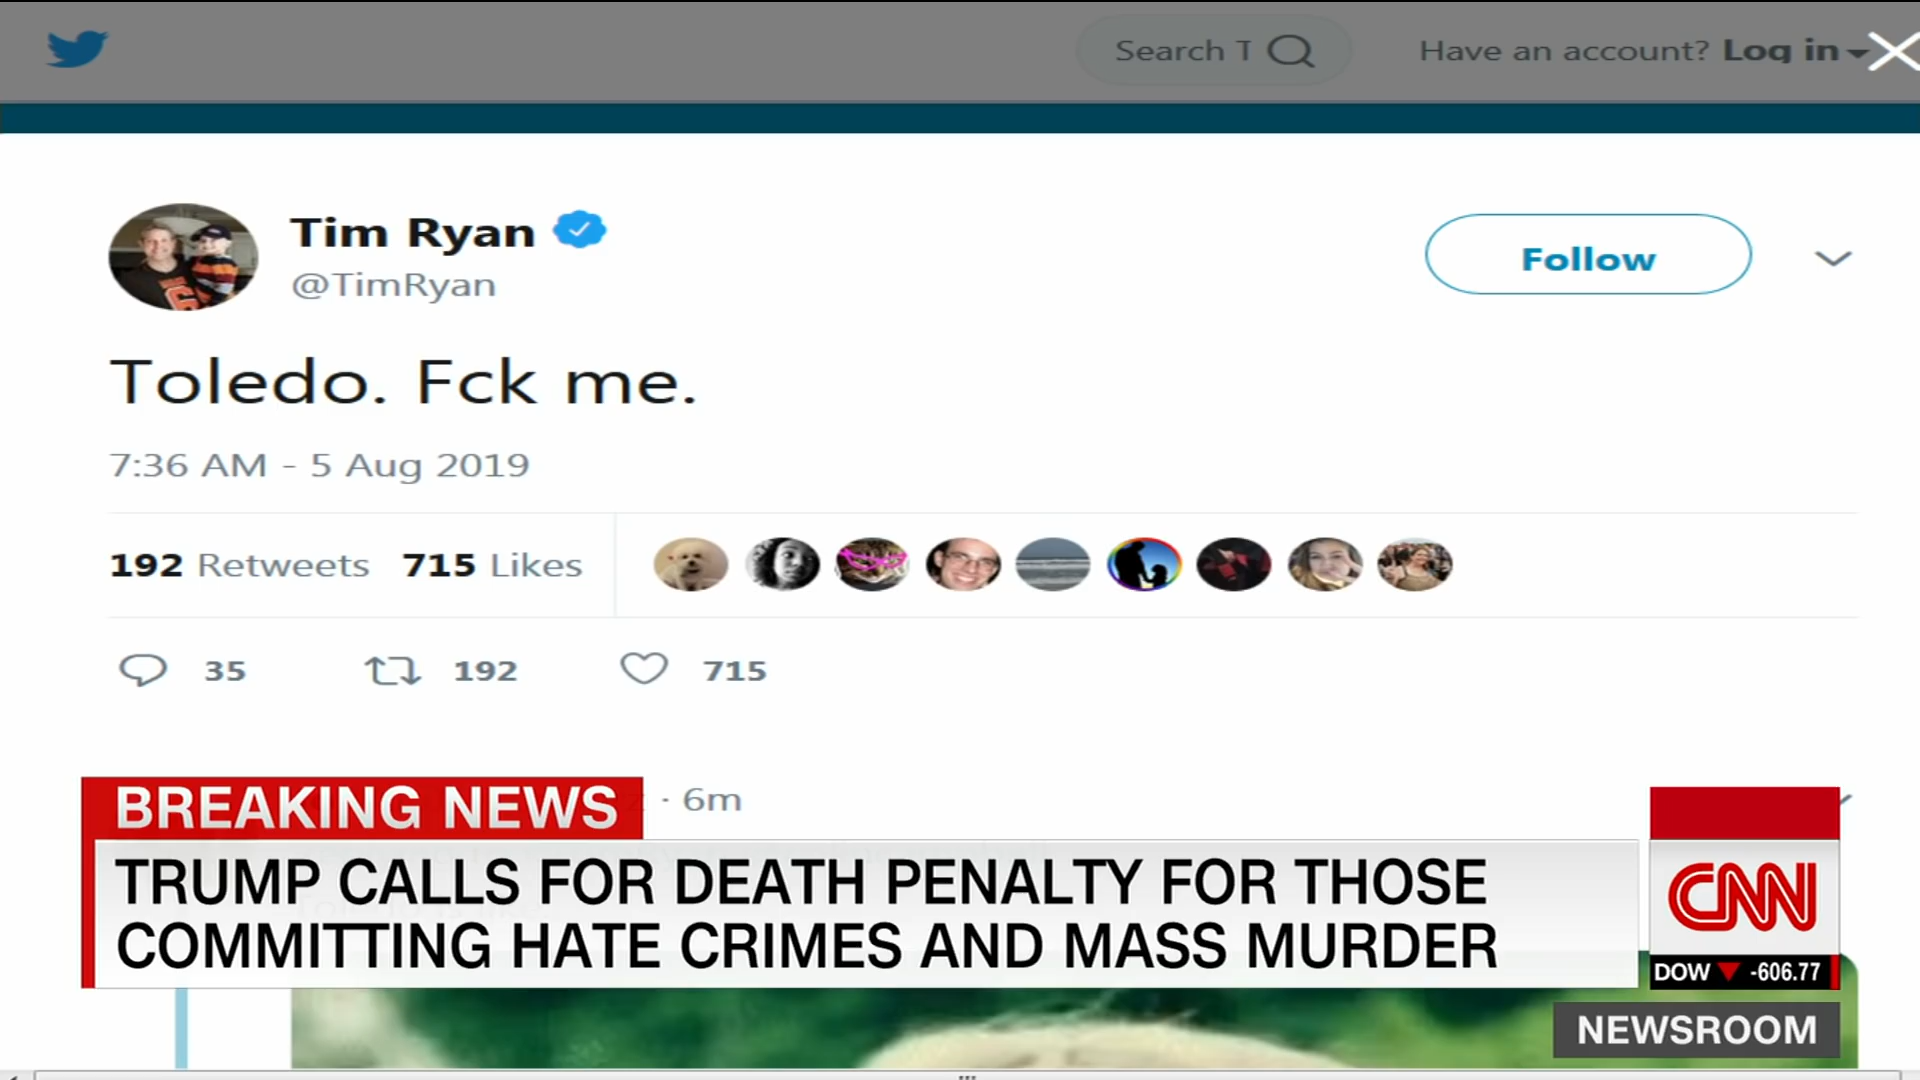 Search T
Have an account? Log in
Tim Ryan
@TimRyan
Follow
Toledo. Fck me.
7:36 AM - 5 Aug 2019
192 Retweets 715 Likes
35 192 715
· 6m
BREAKING NEWS
TRUMP CALLS FOR DEATH PENALTY FOR THOSE
COMMITTING HATE CRIMES AND MASS MURDER
CNN
DOW -606.77
NEWSROOM